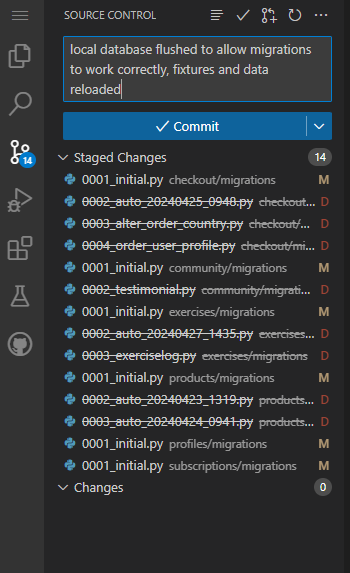 SOURCE CONTROL
local database flushed to allow migrations
to work correctly, fixtures and data
reloaded
Commit
Staged Changes 14
0001_initial.py checkout/migrations M
0002_auto_20240425_0948.py checkout... D
0003_alter_order_country.py checkout/... D
0004_order_user_profile.py checkout/mi... D
0001_initial.py community/migrations M
0002_testimonial.py community/migrati... D
0001_initial.py exercises/migrations M
0002_auto_20240427_1435.py exercises... D
0003_exerciselog.py exercises/migrations D
0001_initial.py products/migrations M
0002_auto_20240423_1319.py products... D
0003_auto_20240424_0941.py products... D
0001_initial.py profiles/migrations M
0001_initial.py subscriptions/migrations M
Changes 0
14